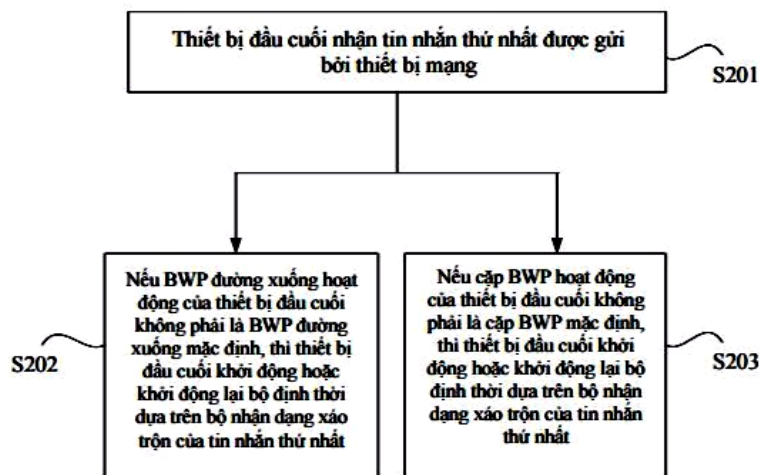 Thiết bị đầu cuối nhận tin nhắn thứ nhất được gửi
bởi thiết bị mạng
S201
Nếu BWP đường xuống hoạt
động của thiết bị đầu cuối
không phải là BWP đường
xuống mặc định, thì thiết bị
đầu cuối khởi động hoặc
khởi động lại bộ định thời
dựa trên bộ nhận dạng xáo
trộn của tin nhắn thứ nhất
S202
Nếu cặp BWP hoạt động
của thiết bị đầu cuối không
phải là cặp BWP mặc định,
thì thiết bị đầu cuối khởi
động hoặc khởi động lại bộ
định thời dựa trên bộ nhận
dạng xáo trộn của tin nhắn
thứ nhất
S203